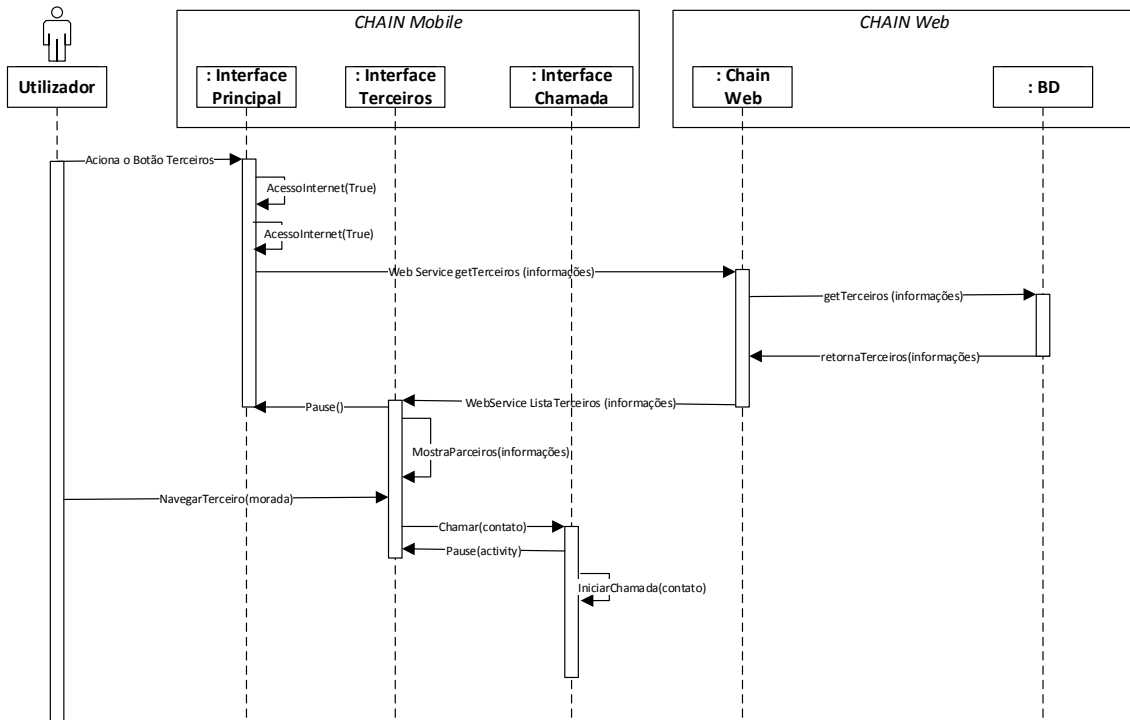 CHAIN Mobile
CHAIN Web
Utilizador
: Interface
Principal
: Interface
Terceiros
: Interface
Chamada
: Chain
Web
: BD
Aciona o Botão Terceiros
AcessoInternet(True)
AcessoInternet(True)
Web Service getTerceiros (informações)
getTerceiros (informações)
retornaTerceiros(informações)
WebService ListaTerceiros (informações)
Pause()
MostraParceiros(informações)
NavegarTerceiro(morada)
Chamar(contato)
Pause(activity)
IniciarChamada(contato)